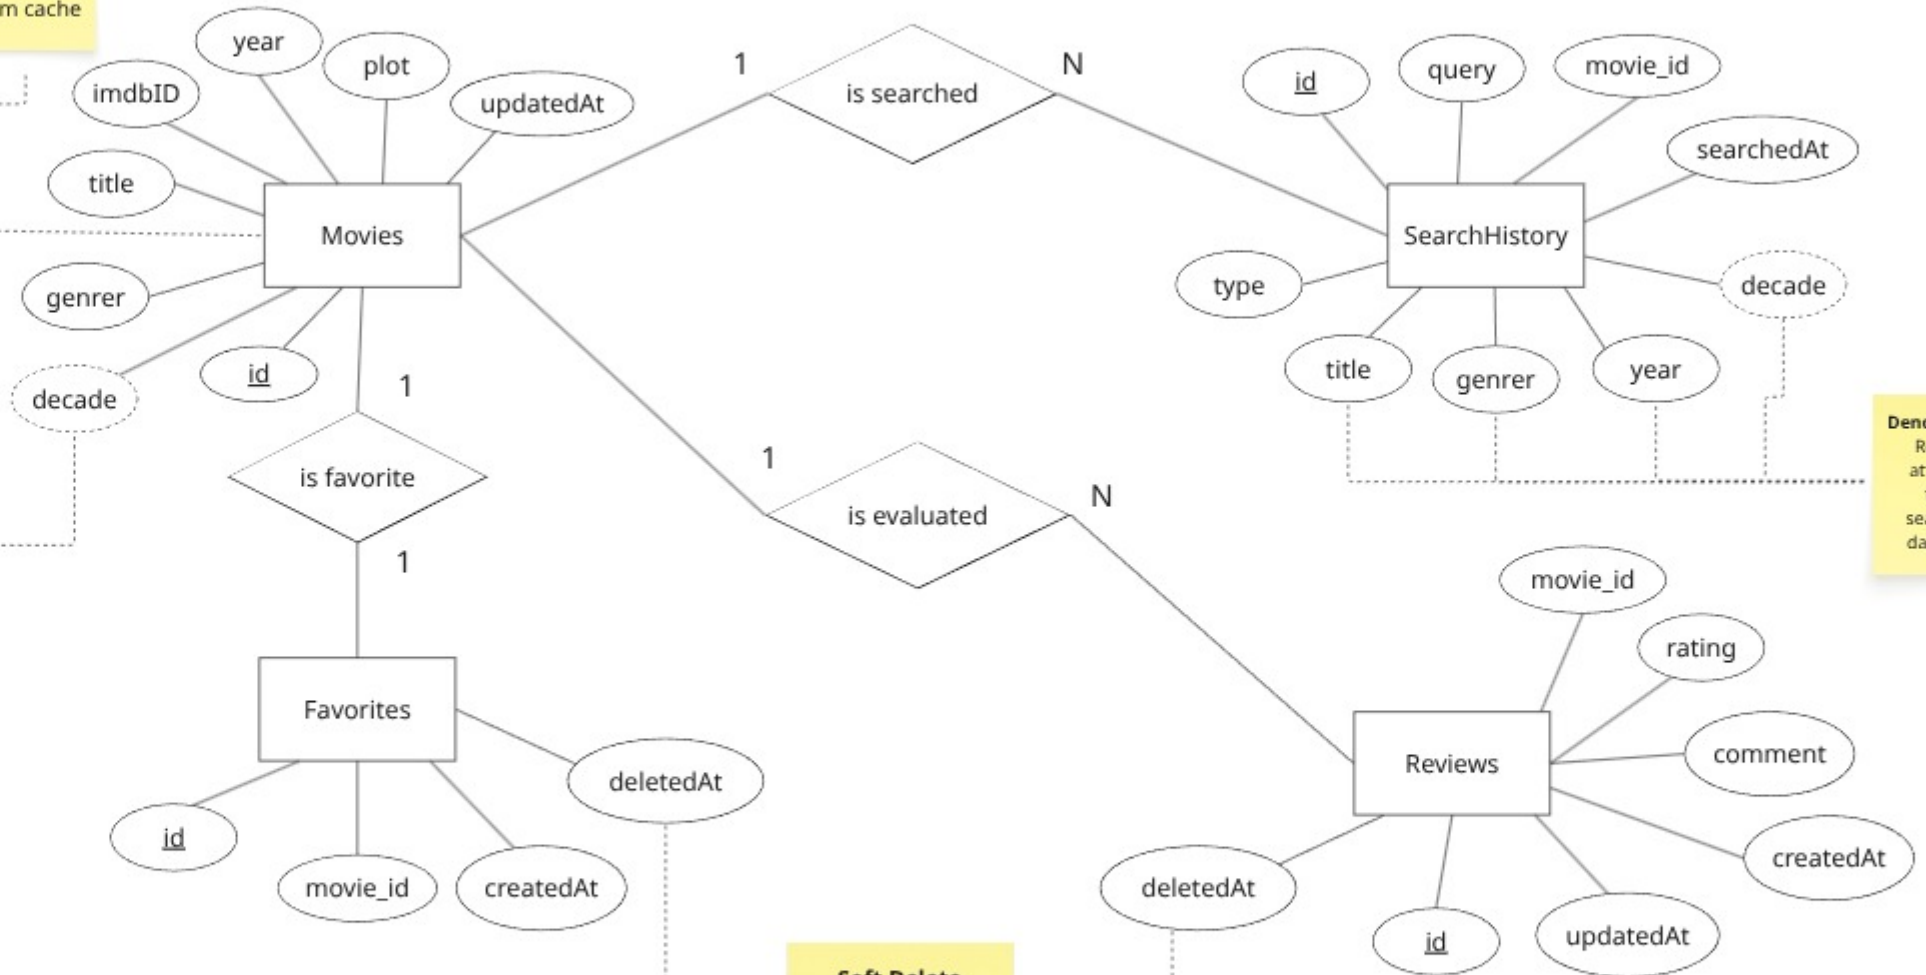 m cache
year
plot
imdbID
updatedAt
title
Movies
genrer
id
decade
1
is searched
N
id
query
movie_id
searchedAt
SearchHistory
type
decade
title
genrer
year
1
is favorite
1
1
is evaluated
N
Favorites
id
movie_id
createdAt
deletedAt
movie_id
rating
Reviews
comment
createdAt
deletedAt
id
updatedAt
Soft Delete